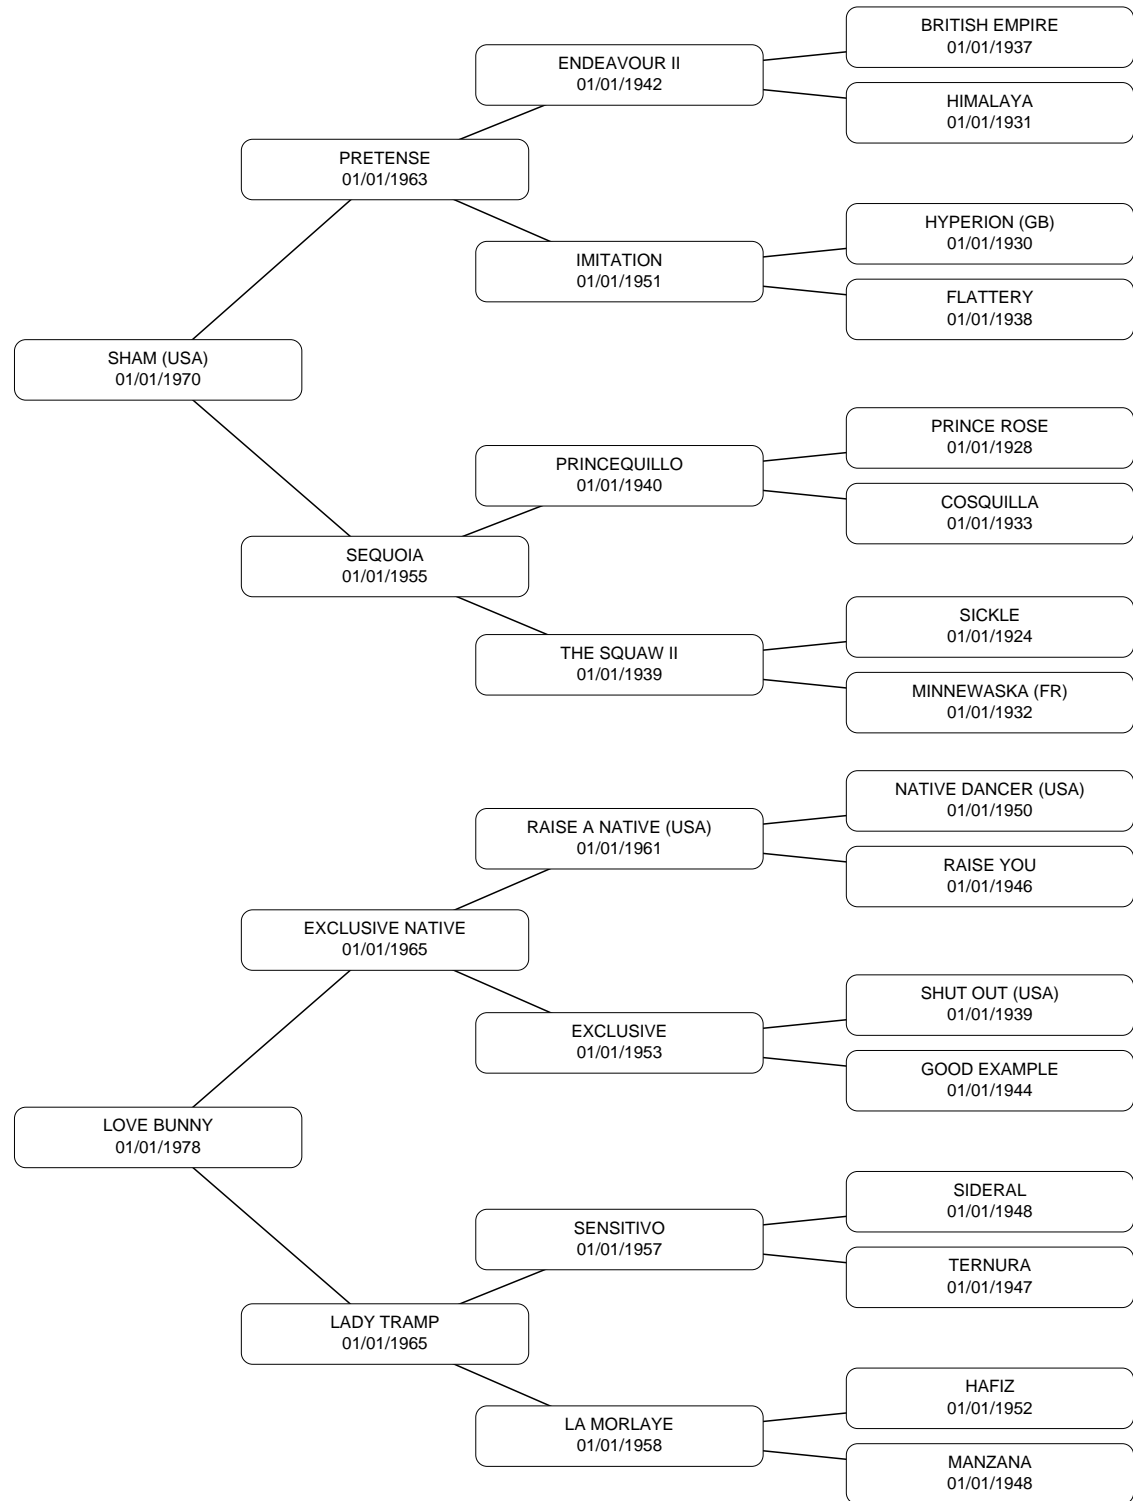 BRITISH EMPIRE
01/01/1937
ENDEAVOUR II
01/01/1942
HIMALAYA
01/01/1931
PRETENSE
01/01/1963
HYPERION (GB)
01/01/1930
IMITATION
01/01/1951
FLATTERY
01/01/1938
SHAM (USA)
01/01/1970
PRINCE ROSE
01/01/1928
PRINCEQUILLO
01/01/1940
COSQUILLA
01/01/1933
SEQUOIA
01/01/1955
SICKLE
01/01/1924
THE SQUAW II
01/01/1939
MINNEWASKA (FR)
01/01/1932
NATIVE DANCER (USA)
01/01/1950
RAISE A NATIVE (USA)
01/01/1961
RAISE YOU
01/01/1946
EXCLUSIVE NATIVE
01/01/1965
SHUT OUT (USA)
01/01/1939
EXCLUSIVE
01/01/1953
GOOD EXAMPLE
01/01/1944
LOVE BUNNY
01/01/1978
SIDERAL
01/01/1948
SENSITIVO
01/01/1957
TERNURA
01/01/1947
LADY TRAMP
01/01/1965
HAFIZ
01/01/1952
LA MORLAYE
01/01/1958
MANZANA
01/01/1948